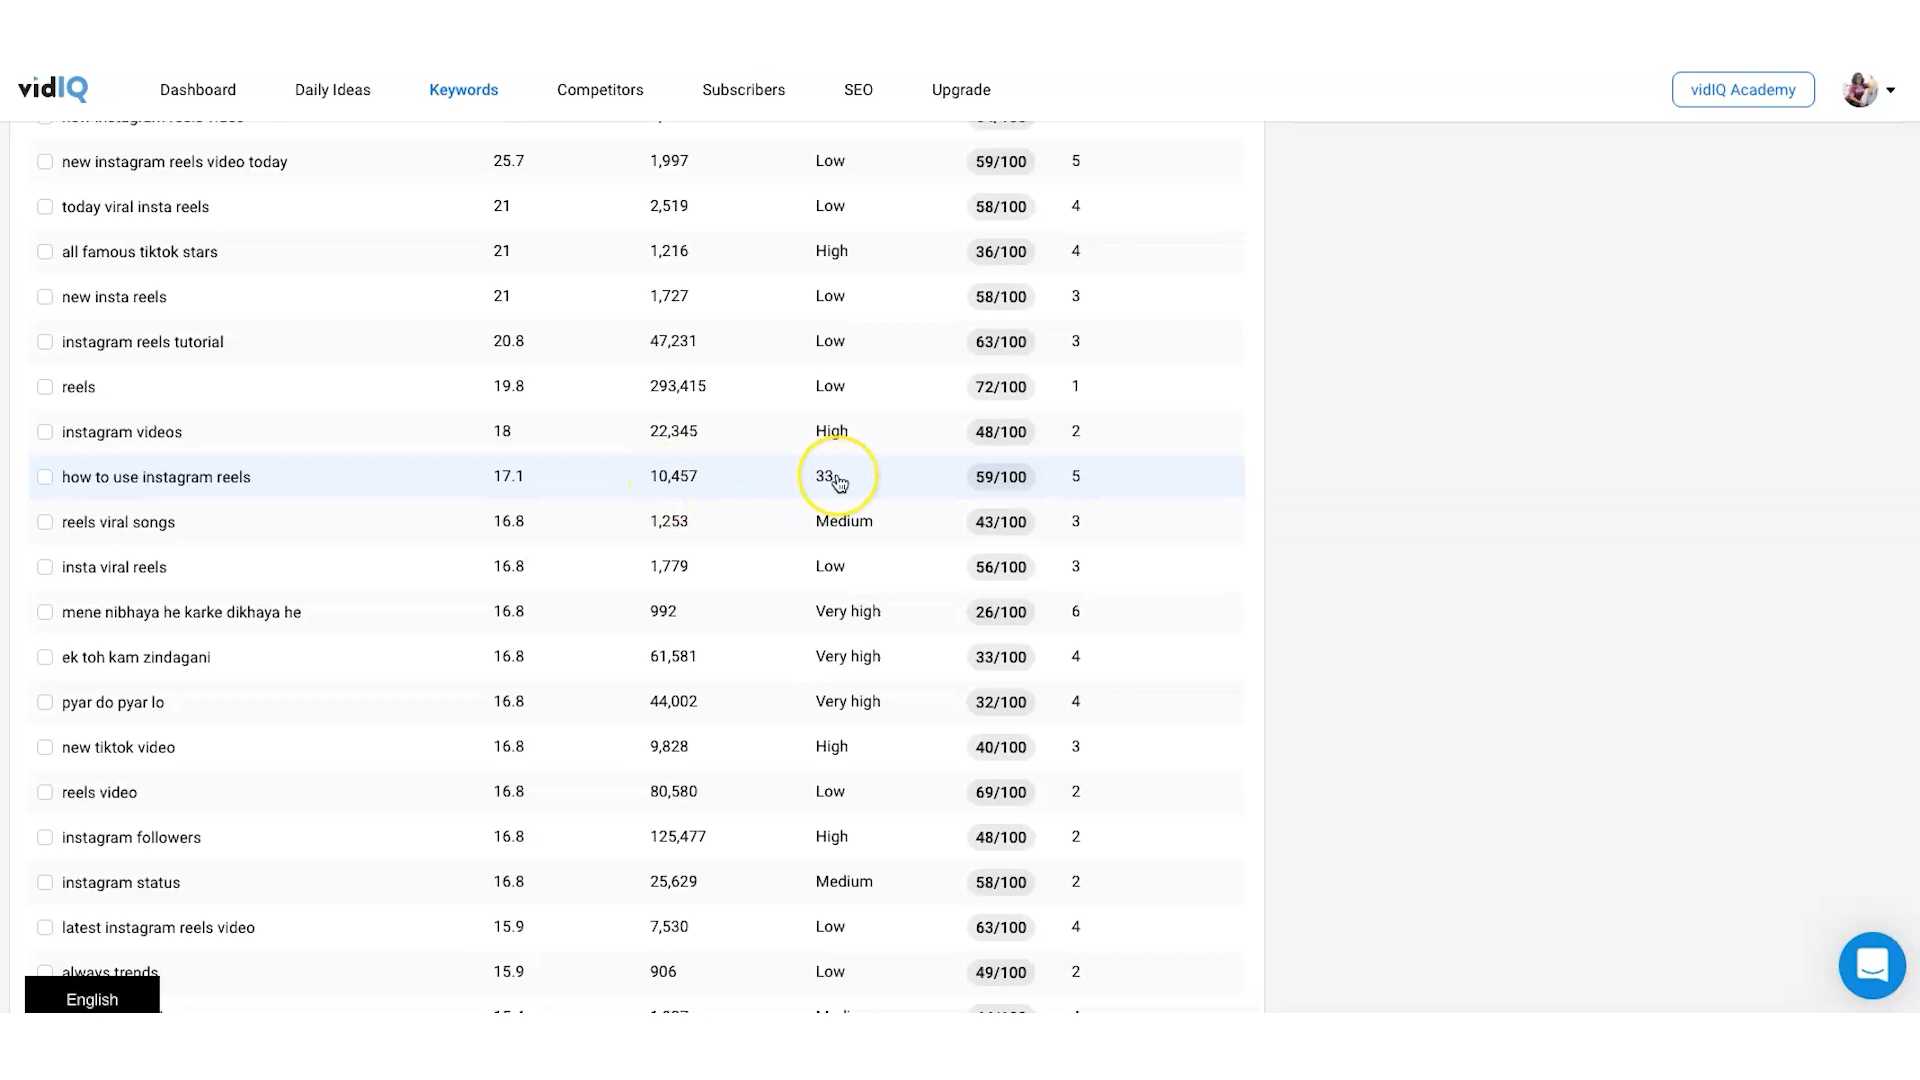 vidIQ Dashboard Daily Ideas Keywords Competitors Subscribers SEO Upgrade vidIQ Academy
new instagram reels video today 25.7 1,997 Low 59/100 5
today viral insta reels 21 2,519 Low 58/100 4
all famous tiktok stars 21 1,216 High 36/100 4
new insta reels 21 1,727 Low 58/100 3
instagram reels tutorial 20.8 47,231 Low 63/100 3
reels 19.8 293,415 Low 72/100 1
instagram videos 18 22,345 High 48/100 2
how to use instagram reels 17.1 10,457 33 59/100 5
reels viral songs 16.8 1,253 Medium 43/100 3
insta viral reels 16.8 1,779 Low 56/100 3
mene nibhaya he karke dikhaya he 16.8 992 Very high 26/100 6
ek toh kam zindagani 16.8 61,581 Very high 33/100 4
pyar do pyar lo 16.8 44,002 Very high 32/100 4
new tiktok video 16.8 9,828 High 40/100 3
reels video 16.8 80,580 Low 69/100 2
instagram followers 16.8 125,477 High 48/100 2
instagram status 16.8 25,629 Medium 58/100 2
latest instagram reels video 15.9 7,530 Low 63/100 4
always trends 15.9 906 Low 49/100 2
English